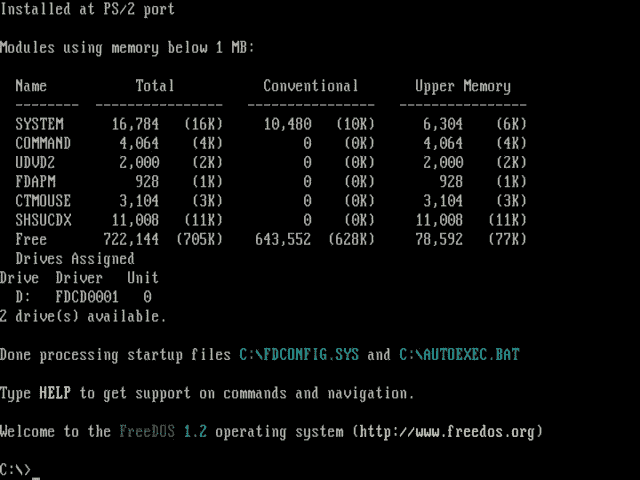 Installed at PS/2 port
Modules using memory below 1 MB:
Name Total Conventional Upper Memory
-------- ---------------- ---------------- ----------------
SYSTEM 16,784 (16K) 10,480 (10K) 6,304 (6K)
COMMAND 4,064 (4K) 0 (0K) 4,064 (4K)
UDVD2 2,000 (2K) 0 (0K) 2,000 (2K)
FDAPM 928 (1K) 0 (0K) 928 (1K)
CTMOUSE 3,104 (3K) 0 (0K) 3,104 (3K)
SHSUCDX 11,008 (11K) 0 (0K) 11,008 (11K)
Free 722,144 (705K) 643,552 (628K) 78,592 (77K)
Drives Assigned
Drive Driver Unit
D: FDCD0001 0
2 drive(s) available.
Done processing startup files C:\FDCONFIG.SYS and C:\AUTOEXEC.BAT
Type HELP to get support on commands and navigation.
Welcome to the FreeDOS 1.2 operating system (http://www.freedos.org)
C:\>_